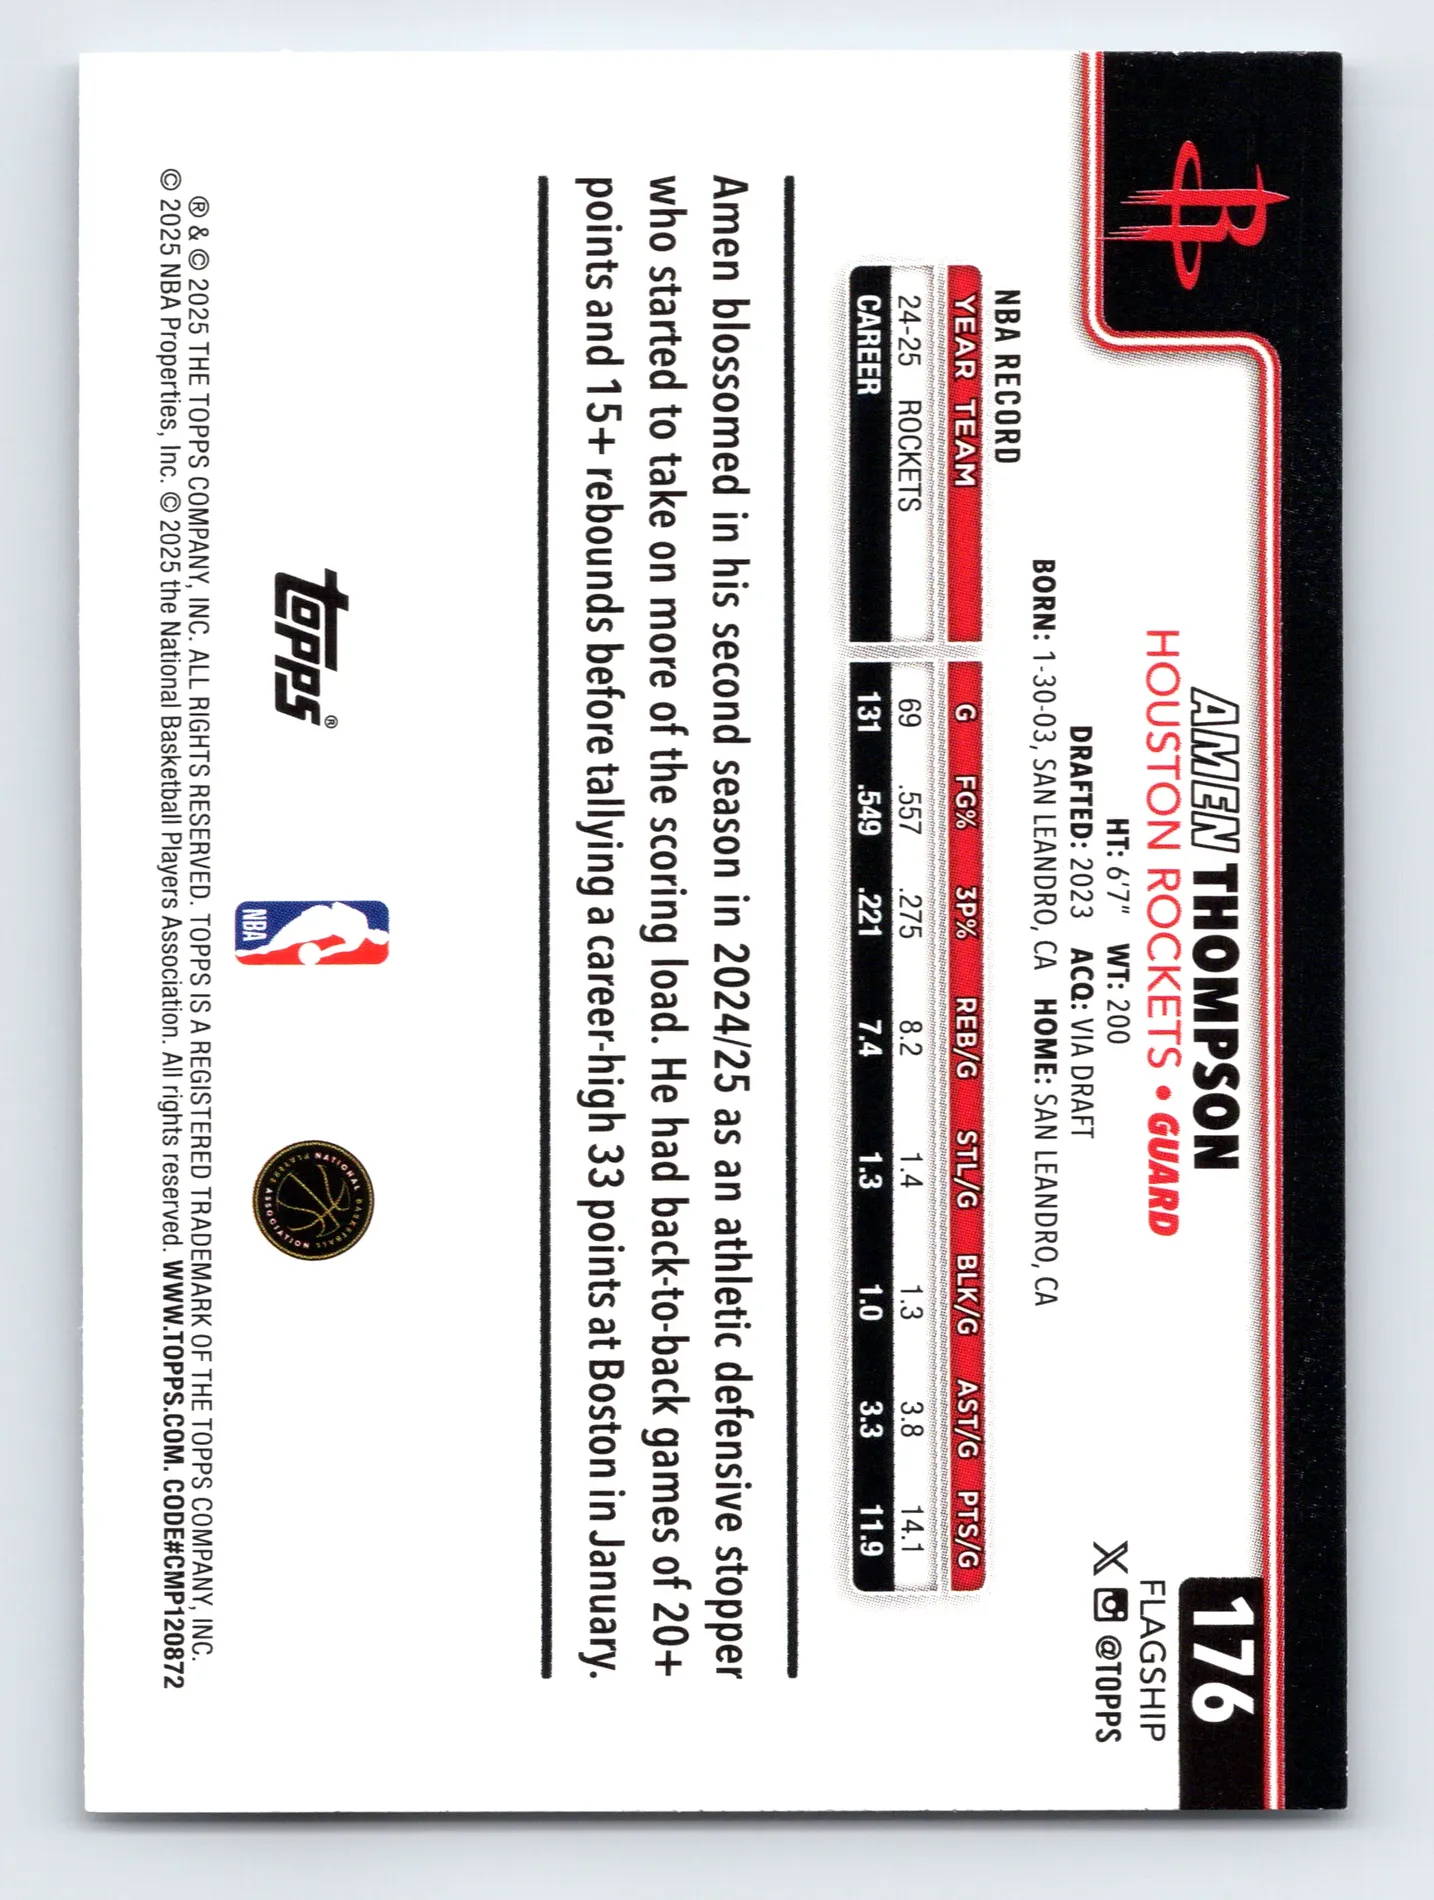 176
AMEN THOMPSON
HOUSTON ROCKETS • GUARD
FLAGSHIP
@TOPPS
HT: 6'7" WT: 200
DRAFTED: 2023 ACQ: VIA DRAFT
BORN: 1-30-03, SAN LEANDRO, CA HOME: SAN LEANDRO, CA
NBA RECORD
YEAR TEAM G FG% 3P% REB/G STL/G BLK/G AST/G PTS/G
24-25 ROCKETS 69 .557 .275 8.2 1.4 1.3 3.8 14.1
CAREER 131 .549 .221 7.4 1.3 1.0 3.3 11.9
Amen blossomed in his second season in 2024/25 as an athletic defensive stopper
who started to take on more of the scoring load. He had back-to-back games of 20+
points and 15+ rebounds before tallying a career-high 33 points at Boston in January.
topps®
NBA
NATIONAL BASKETBALL PLAYERS ASSOCIATION
® & © 2025 THE TOPPS COMPANY, INC. ALL RIGHTS RESERVED. TOPPS IS A REGISTERED TRADEMARK OF THE TOPPS COMPANY, INC.
© 2025 NBA Properties, Inc. © 2025 the National Basketball Players Association. All rights reserved. WWW.TOPPS.COM. CODE#CMP120872